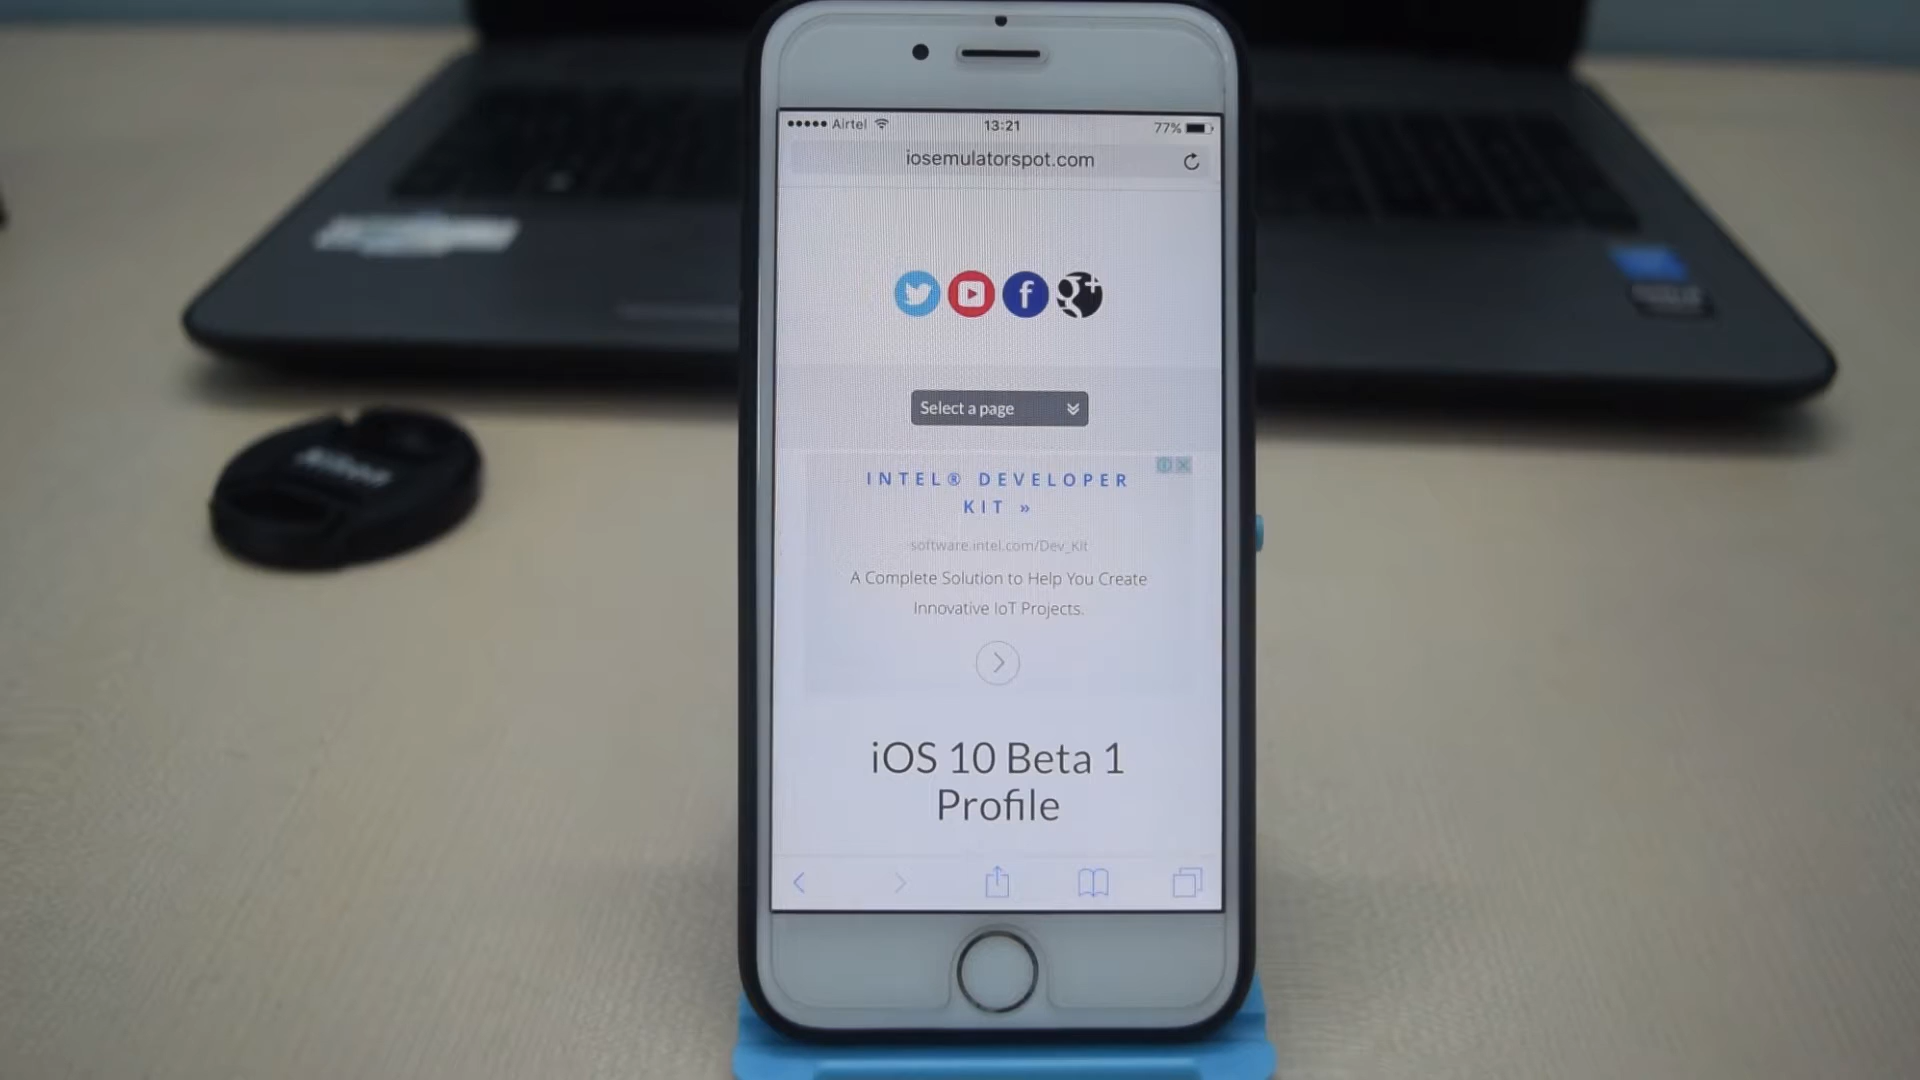 Airtel 13:21 77%
iosemulatorspot.com
f g+
Select a page
INTEL® DEVELOPER
KIT »
software.intel.com/Dev_Kit
A Complete Solution to Help You Create
Innovative IoT Projects.
iOS 10 Beta 1
Profile
Nikon